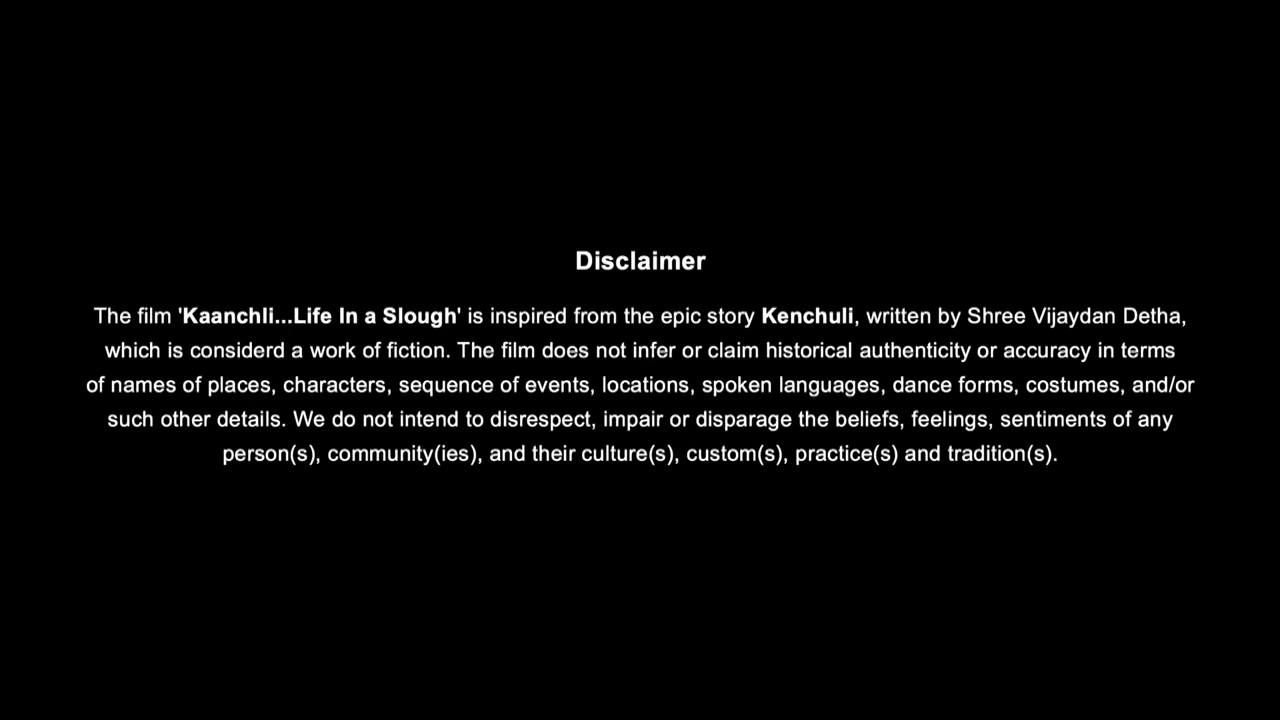 Disclaimer
The film 'Kaanchli...Life In a Slough' is inspired from the epic story Kenchuli, written by Shree Vijaydan Detha,
which is considerd a work of fiction. The film does not infer or claim historical authenticity or accuracy in terms
of names of places, characters, sequence of events, locations, spoken languages, dance forms, costumes, and/or
such other details. We do not intend to disrespect, impair or disparage the beliefs, feelings, sentiments of any
person(s), community(ies), and their culture(s), custom(s), practice(s) and tradition(s).